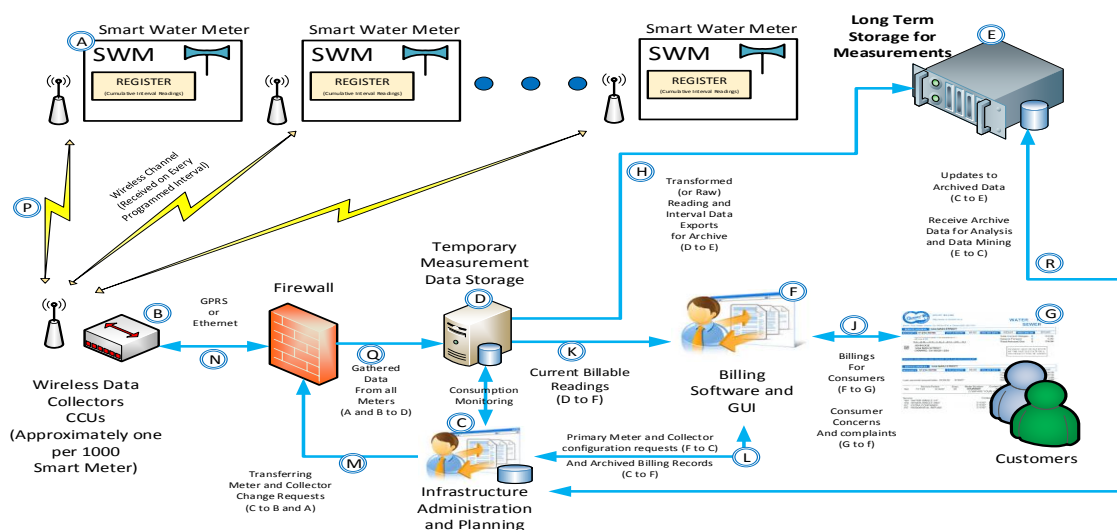 Smart Water Meter
Smart Water Meter
Smart Water Meter
A
SWM
REGISTER
(Cumulative Interval Readings)
SWM
REGISTER
(Cumulative Interval Readings)
SWM
REGISTER
(Cumulative Interval Readings)
Long Term
Storage for
Measurements
E
P
Wireless Channel
(Received on Every
Programmed Interval)
H
Transformed
(or Raw)
Reading and
Interval Data
Exports
for Archive
(D to E)
Updates to
Archived Data
(C to E)
Receive Archive
Data for Analysis
and Data Mining
(E to C)
R
Temporary
Measurement
Data Storage
D
Firewall
GPRS
or
Ethernet
B
N
Wireless Data
Collectors
CCUs
(Approximately one
per 1000
Smart Meter)
Q
Gathered
Data
From all
Meters
(A and B to D)
K
Current Billable
Readings
(D to F)
F
Billing
Software and
GUI
J
Billings
For
Consumers
(F to G)
Consumer
Concerns
And complaints
(G to f)
G
WATER
SEWER
Customers
Consumption
Monitoring
C
M
Transferring
Meter and Collector
Change Requests
(C to B and A)
Primary Meter and Collector
configuration requests (F to C)
And Archived Billing Records
(C to F)
L
Infrastructure
Administration
and Planning